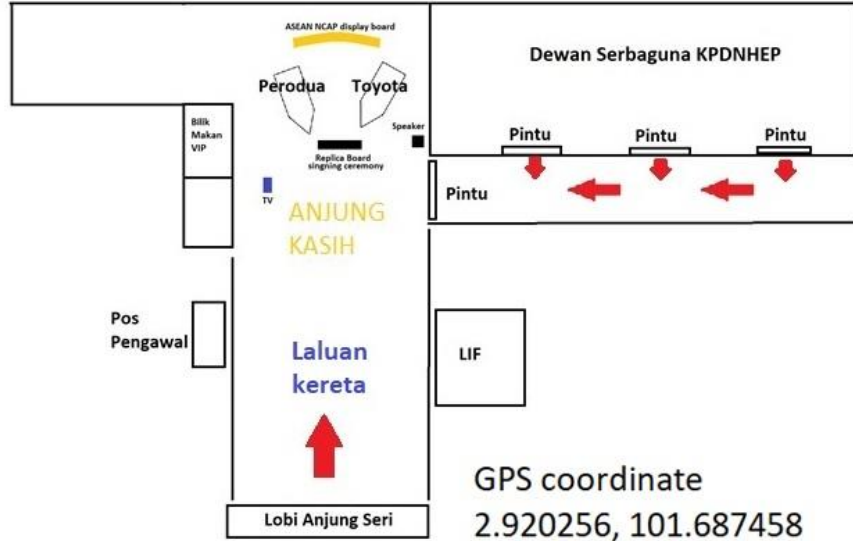 ASEAN NCAP display board
Perodua
Toyota
Dewan Serbaguna KPDNHEP
Bilik
Makan
VIP
Speaker
Replica Board
singning ceremony
Pintu
Pintu
Pintu
TV
ANJUNG
KASIH
Pintu
Pos
Pengawal
Laluan
kereta
LIF
Lobi Anjung Seri
GPS coordinate
2.920256, 101.687458